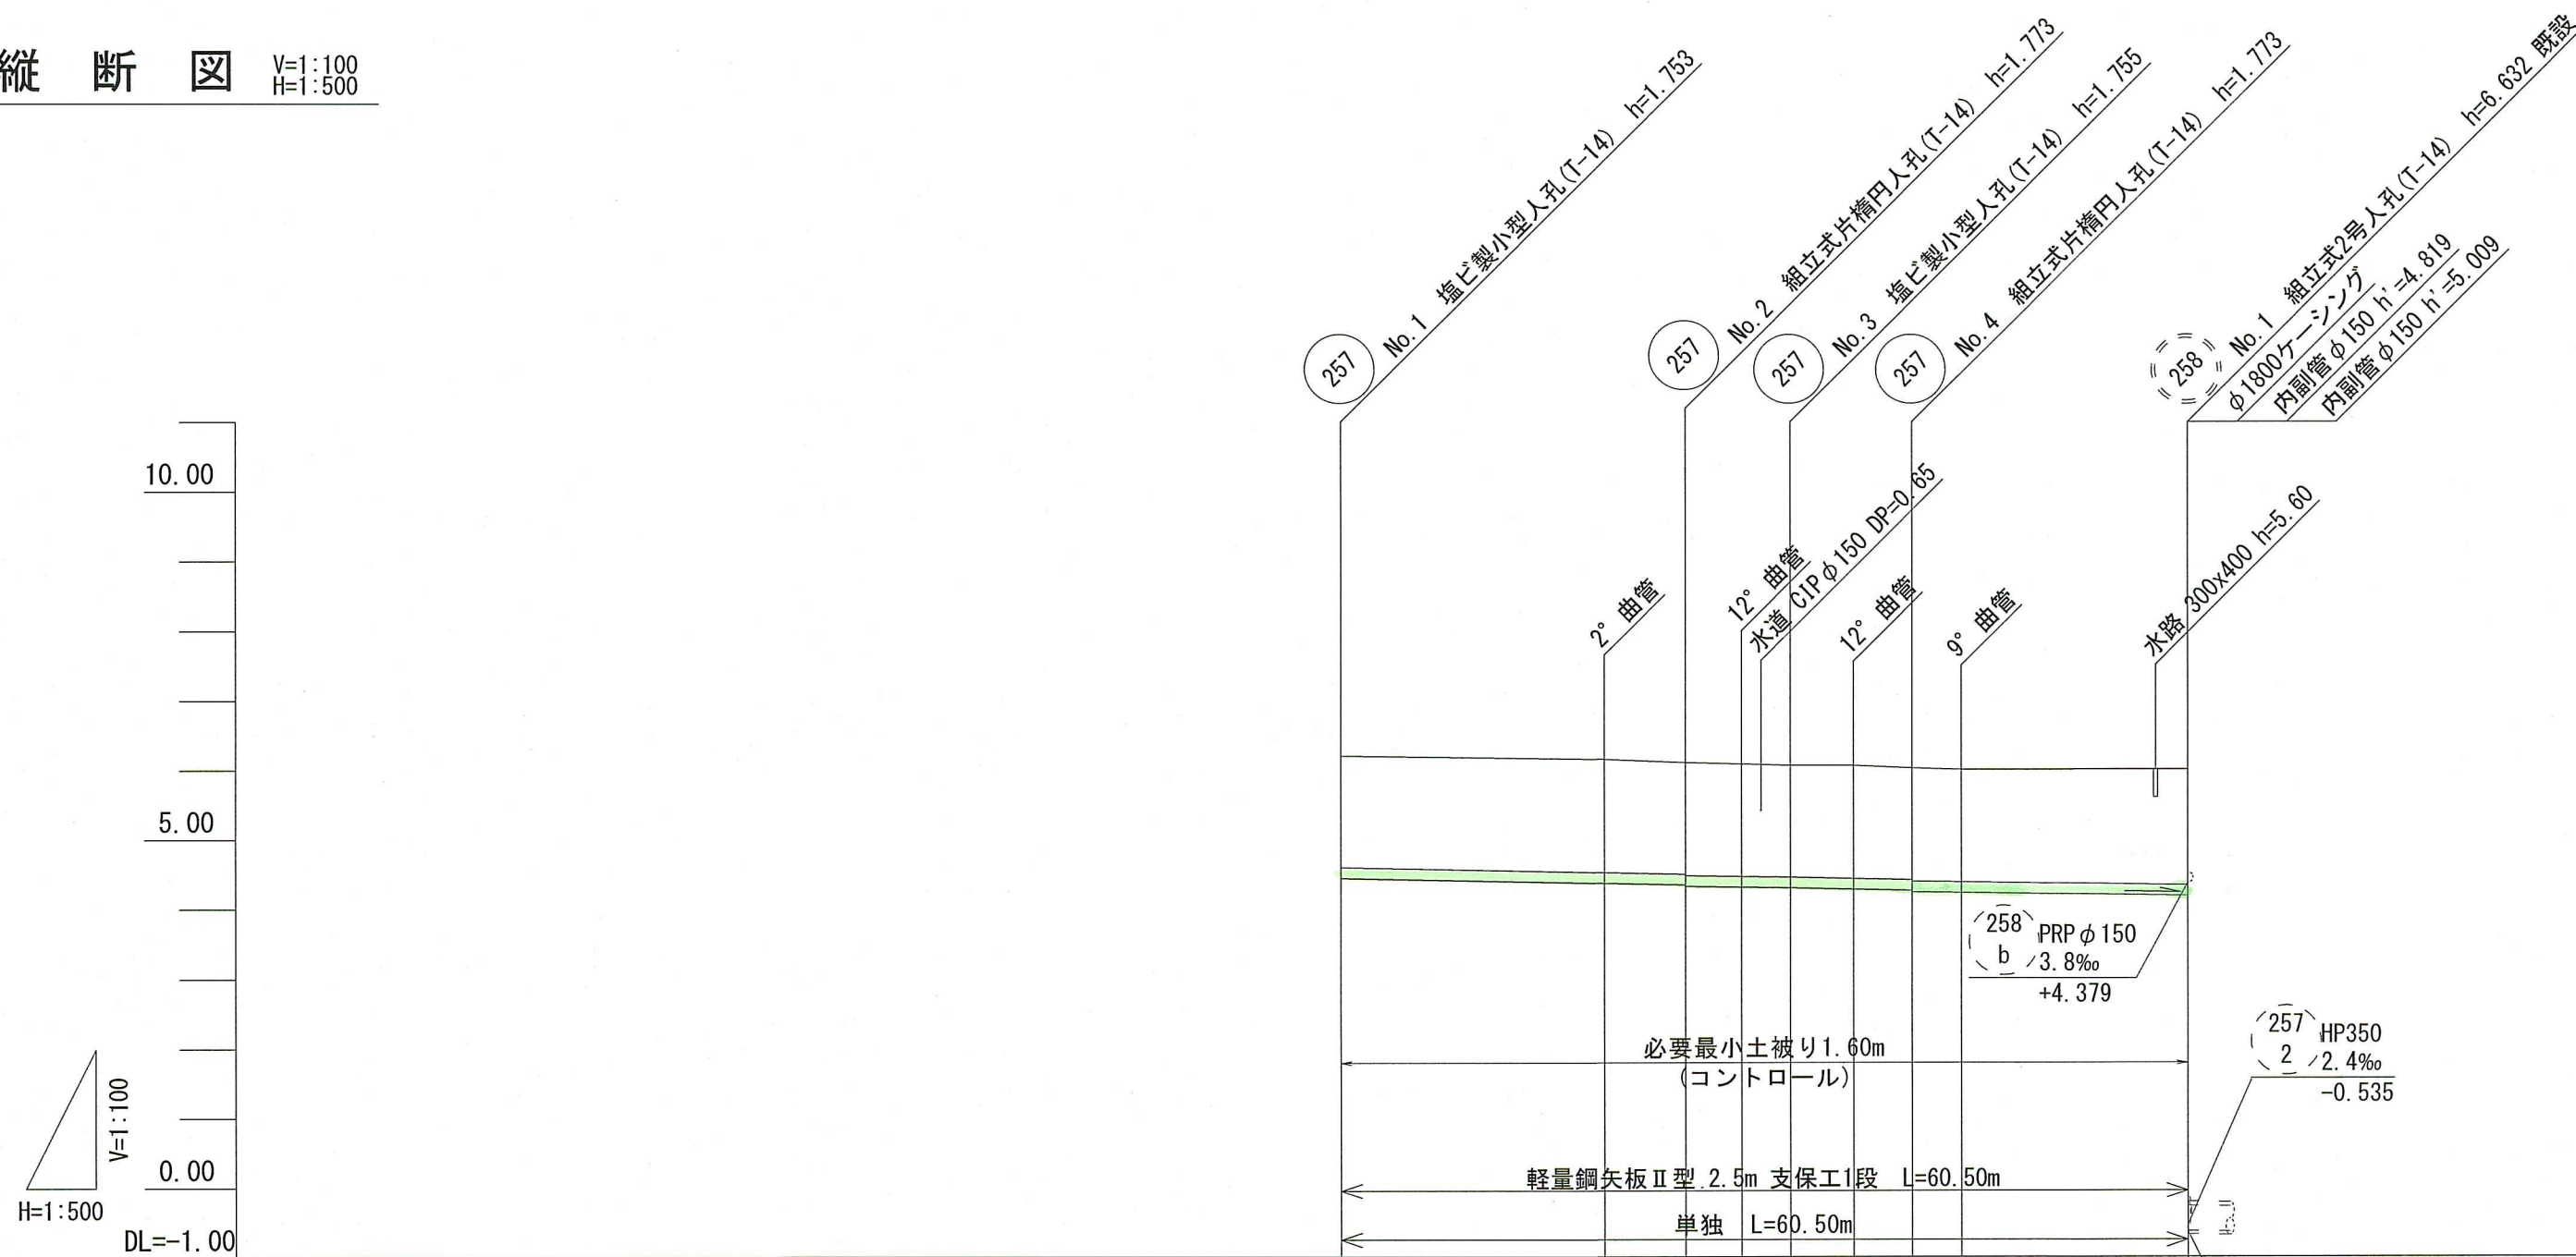 縦 断 図 V=1:100
H=1:500
257 No.1 塩ビ製小型人孔(T-14) h=1.753
257 No.2 組立式片楕円人孔(T-14) h=1.773
257 No.3 塩ビ製小型人孔(T-14) h=1.755
257 No.4 組立式片楕円人孔(T-14) h=1.773
258 No.1 組立式2号人孔(T-14) h=6.632 既設
φ1800ケーシング
内副管φ150 h'=4.819
内副管φ150 h'=5.009
2° 曲管
12° 曲管
水道 CIPφ150 DP=0.65
12° 曲管
9° 曲管
水路 300x400 h=5.60
10.00
5.00
0.00
DL=-1.00
V=1:100
H=1:500
258
b
PRPφ150
3.8‰
+4.379
257
2
HP350
2.4‰
-0.535
必要最小土被り1.60m
(コントロール)
軽量鋼矢板Ⅱ型 2.5m 支保工1段 L=60.50m
単独 L=60.50m